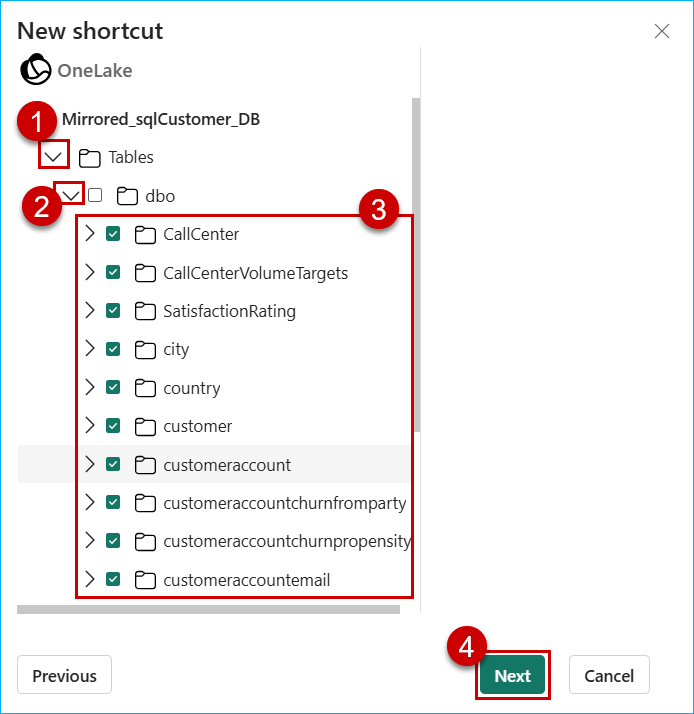 New shortcut
OneLake
1
Mirrored_sqlCustomer_DB
Tables
2
dbo
3
CallCenter
CallCenterVolumeTargets
SatisfactionRating
city
country
customer
customeraccount
customeraccountchurnfromparty
customeraccountchurnpropensity
customeraccountemail
4
Previous
Next
Cancel